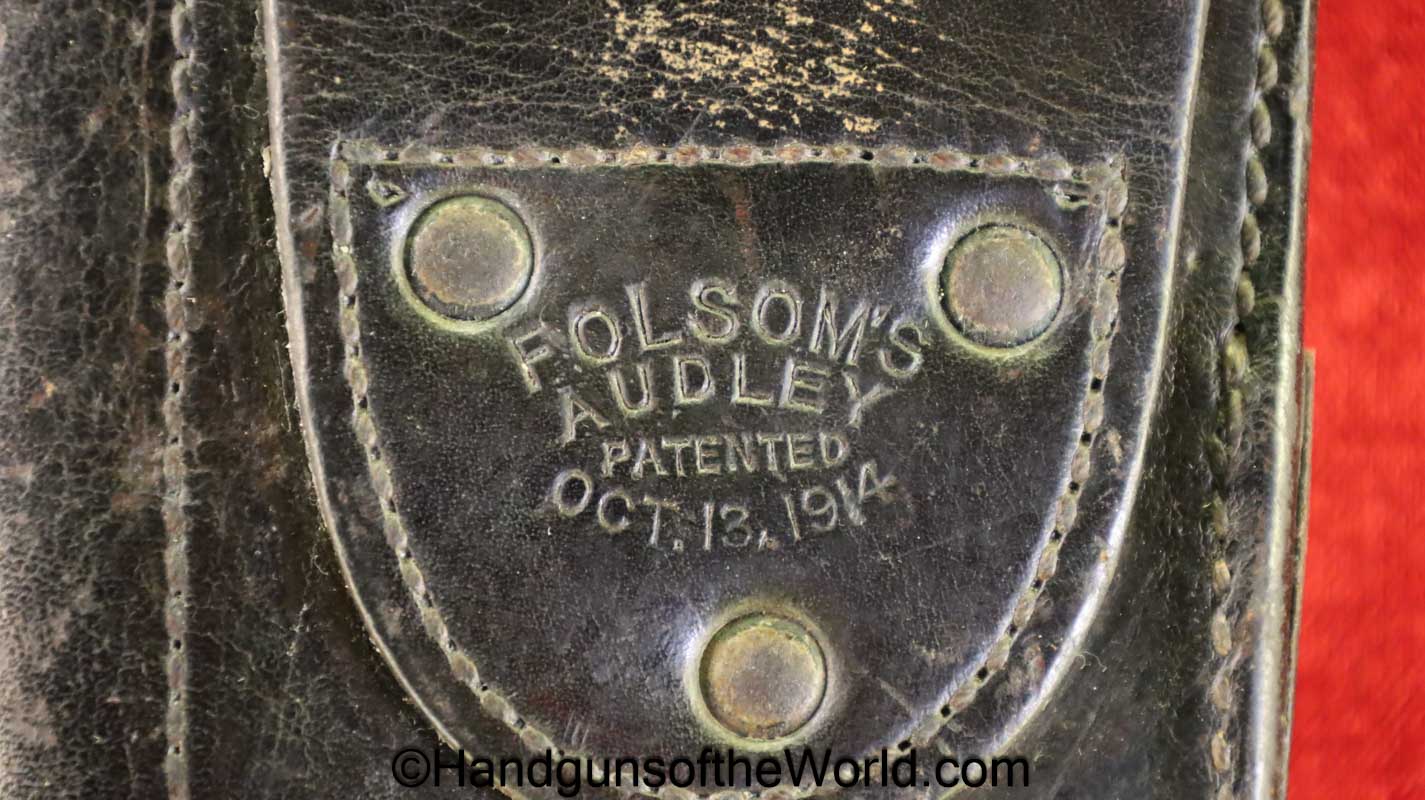 FOLSOM'S
AUDLEY
PATENTED
OCT. 13, 1914
©HandgunsoftheWorld.com